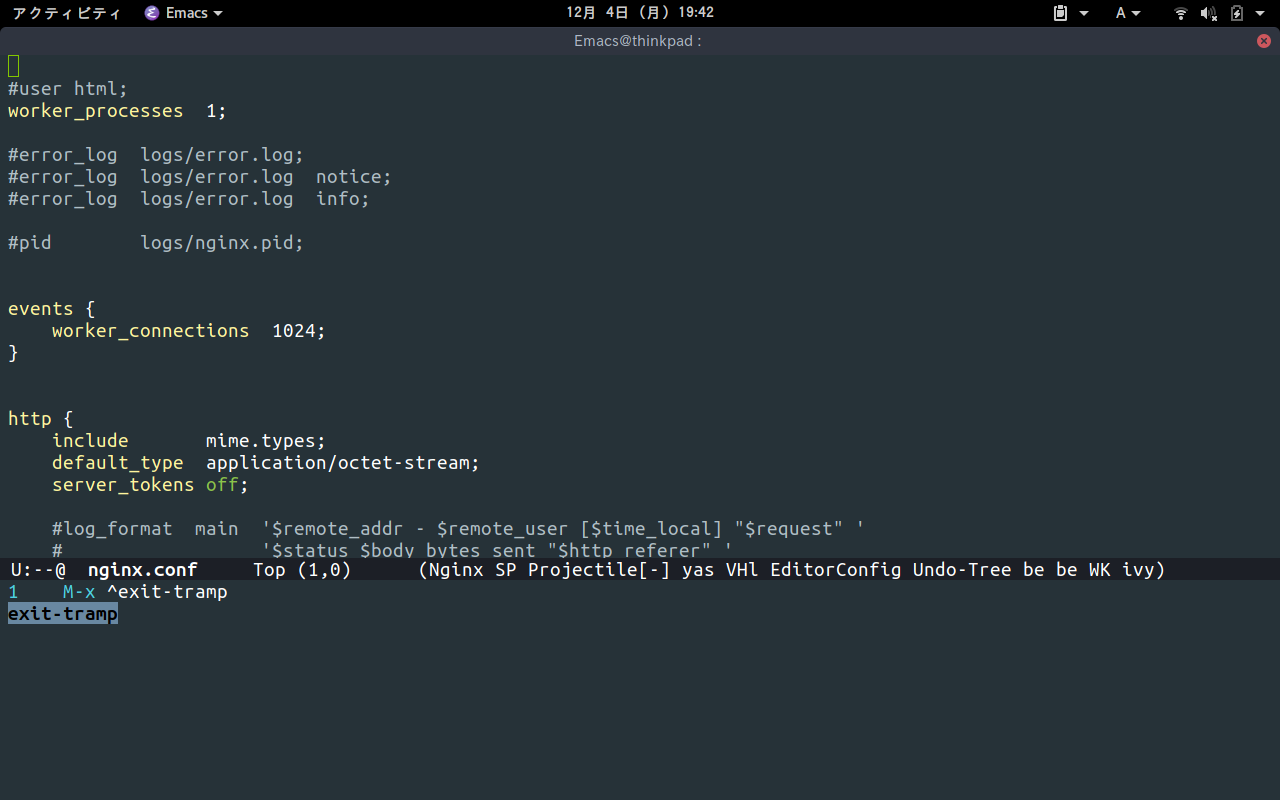 アクティビティ Emacs 12月 4日 (月) 19:42 A
Emacs@thinkpad :
#user html;
worker_processes  1;
#error_log  logs/error.log;
#error_log  logs/error.log  notice;
#error_log  logs/error.log  info;
#pid        logs/nginx.pid;
events {
    worker_connections  1024;
}
http {
    include       mime.types;
    default_type  application/octet-stream;
    server_tokens off;
    #log_format  main  '$remote_addr - $remote_user [$time_local] "$request" '
    #                  '$status $body_bytes_sent "$http_referer" '
U:--@  nginx.conf     Top (1,0)      (Nginx SP Projectile[-] yas VHl EditorConfig Undo-Tree be be WK ivy)
1    M-x ^exit-tramp
exit-tramp